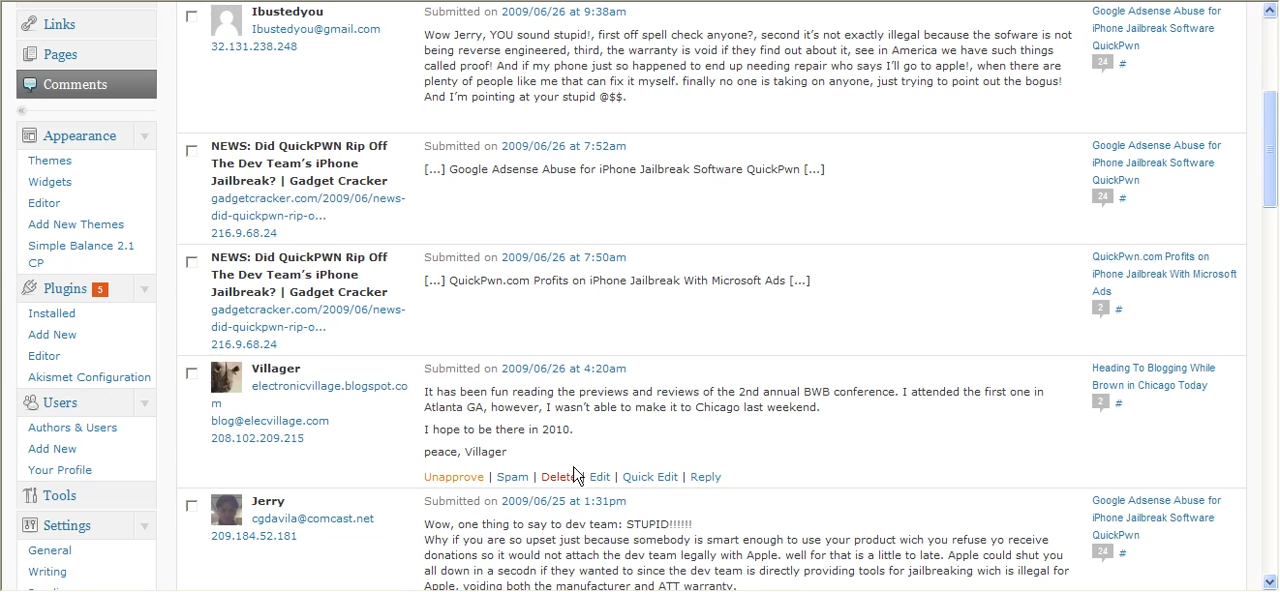 Links
Pages
Comments
«
Appearance
Themes
Widgets
Editor
Add New Themes
Simple Balance 2.1
CP
Plugins 5
Installed
Add New
Editor
Akismet Configuration
Users
Authors & Users
Add New
Your Profile
Tools
Settings
General
Writing
Ibustedyou
Ibustedyou@gmail.com
32.131.238.248
Submitted on 2009/06/26 at 9:38am
Wow Jerry, YOU sound stupid!, first off spell check anyone?, second it's not exactly illegal because the sofware is not
being reverse engineered, third, the warranty is void if they find out about it, see in America we have such things
called proof! And if my phone just so happened to end up needing repair who says I'll go to apple!, when there are
plenty of people like me that can fix it myself. finally no one is taking on anyone, just trying to point out the bogus!
And I'm pointing at your stupid @$$.
Google Adsense Abuse for
iPhone Jailbreak Software
QuickPwn
24 #
NEWS: Did QuickPWN Rip Off
The Dev Team's iPhone
Jailbreak? | Gadget Cracker
gadgetcracker.com/2009/06/news-
did-quickpwn-rip-o...
216.9.68.24
Submitted on 2009/06/26 at 7:52am
[...] Google Adsense Abuse for iPhone Jailbreak Software QuickPwn [...]
Google Adsense Abuse for
iPhone Jailbreak Software
QuickPwn
24 #
NEWS: Did QuickPWN Rip Off
The Dev Team's iPhone
Jailbreak? | Gadget Cracker
gadgetcracker.com/2009/06/news-
did-quickpwn-rip-o...
216.9.68.24
Submitted on 2009/06/26 at 7:50am
[...] QuickPwn.com Profits on iPhone Jailbreak With Microsoft Ads [...]
QuickPwn.com Profits on
iPhone Jailbreak With Microsoft
Ads
2 #
Villager
electronicvillage.blogspot.co
m
blog@elecvillage.com
208.102.209.215
Submitted on 2009/06/26 at 4:20am
It has been fun reading the previews and reviews of the 2nd annual BWB conference. I attended the first one in
Atlanta GA, however, I wasn't able to make it to Chicago last weekend.
I hope to be there in 2010.
peace, Villager
Unapprove | Spam | Delete | Edit | Quick Edit | Reply
Heading To Blogging While
Brown in Chicago Today
2 #
Jerry
cgdavila@comcast.net
209.184.52.181
Submitted on 2009/06/25 at 1:31pm
Wow, one thing to say to dev team: STUPID!!!!!!
Why if you are so upset just because somebody is smart enough to use your product wich you refuse yo receive
donations so it would not attach the dev team legally with Apple. well for that is a little to late. Apple could shut you
all down in a secodn if they wanted to since the dev team is directly providing tools for jailbreaking wich is illegal for
Apple, voiding both the manufacturer and ATT warranty.
Google Adsense Abuse for
iPhone Jailbreak Software
QuickPwn
24 #